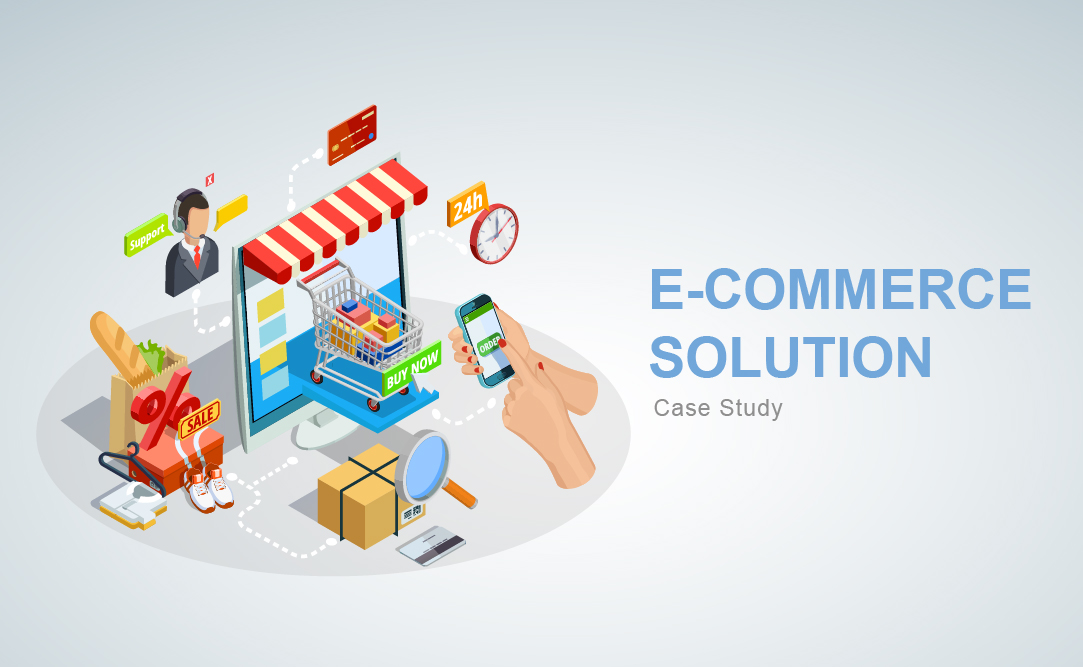 24h
Support
E-COMMERCE
SOLUTION
Case Study
ORDER
BUY NOW
%
SALE